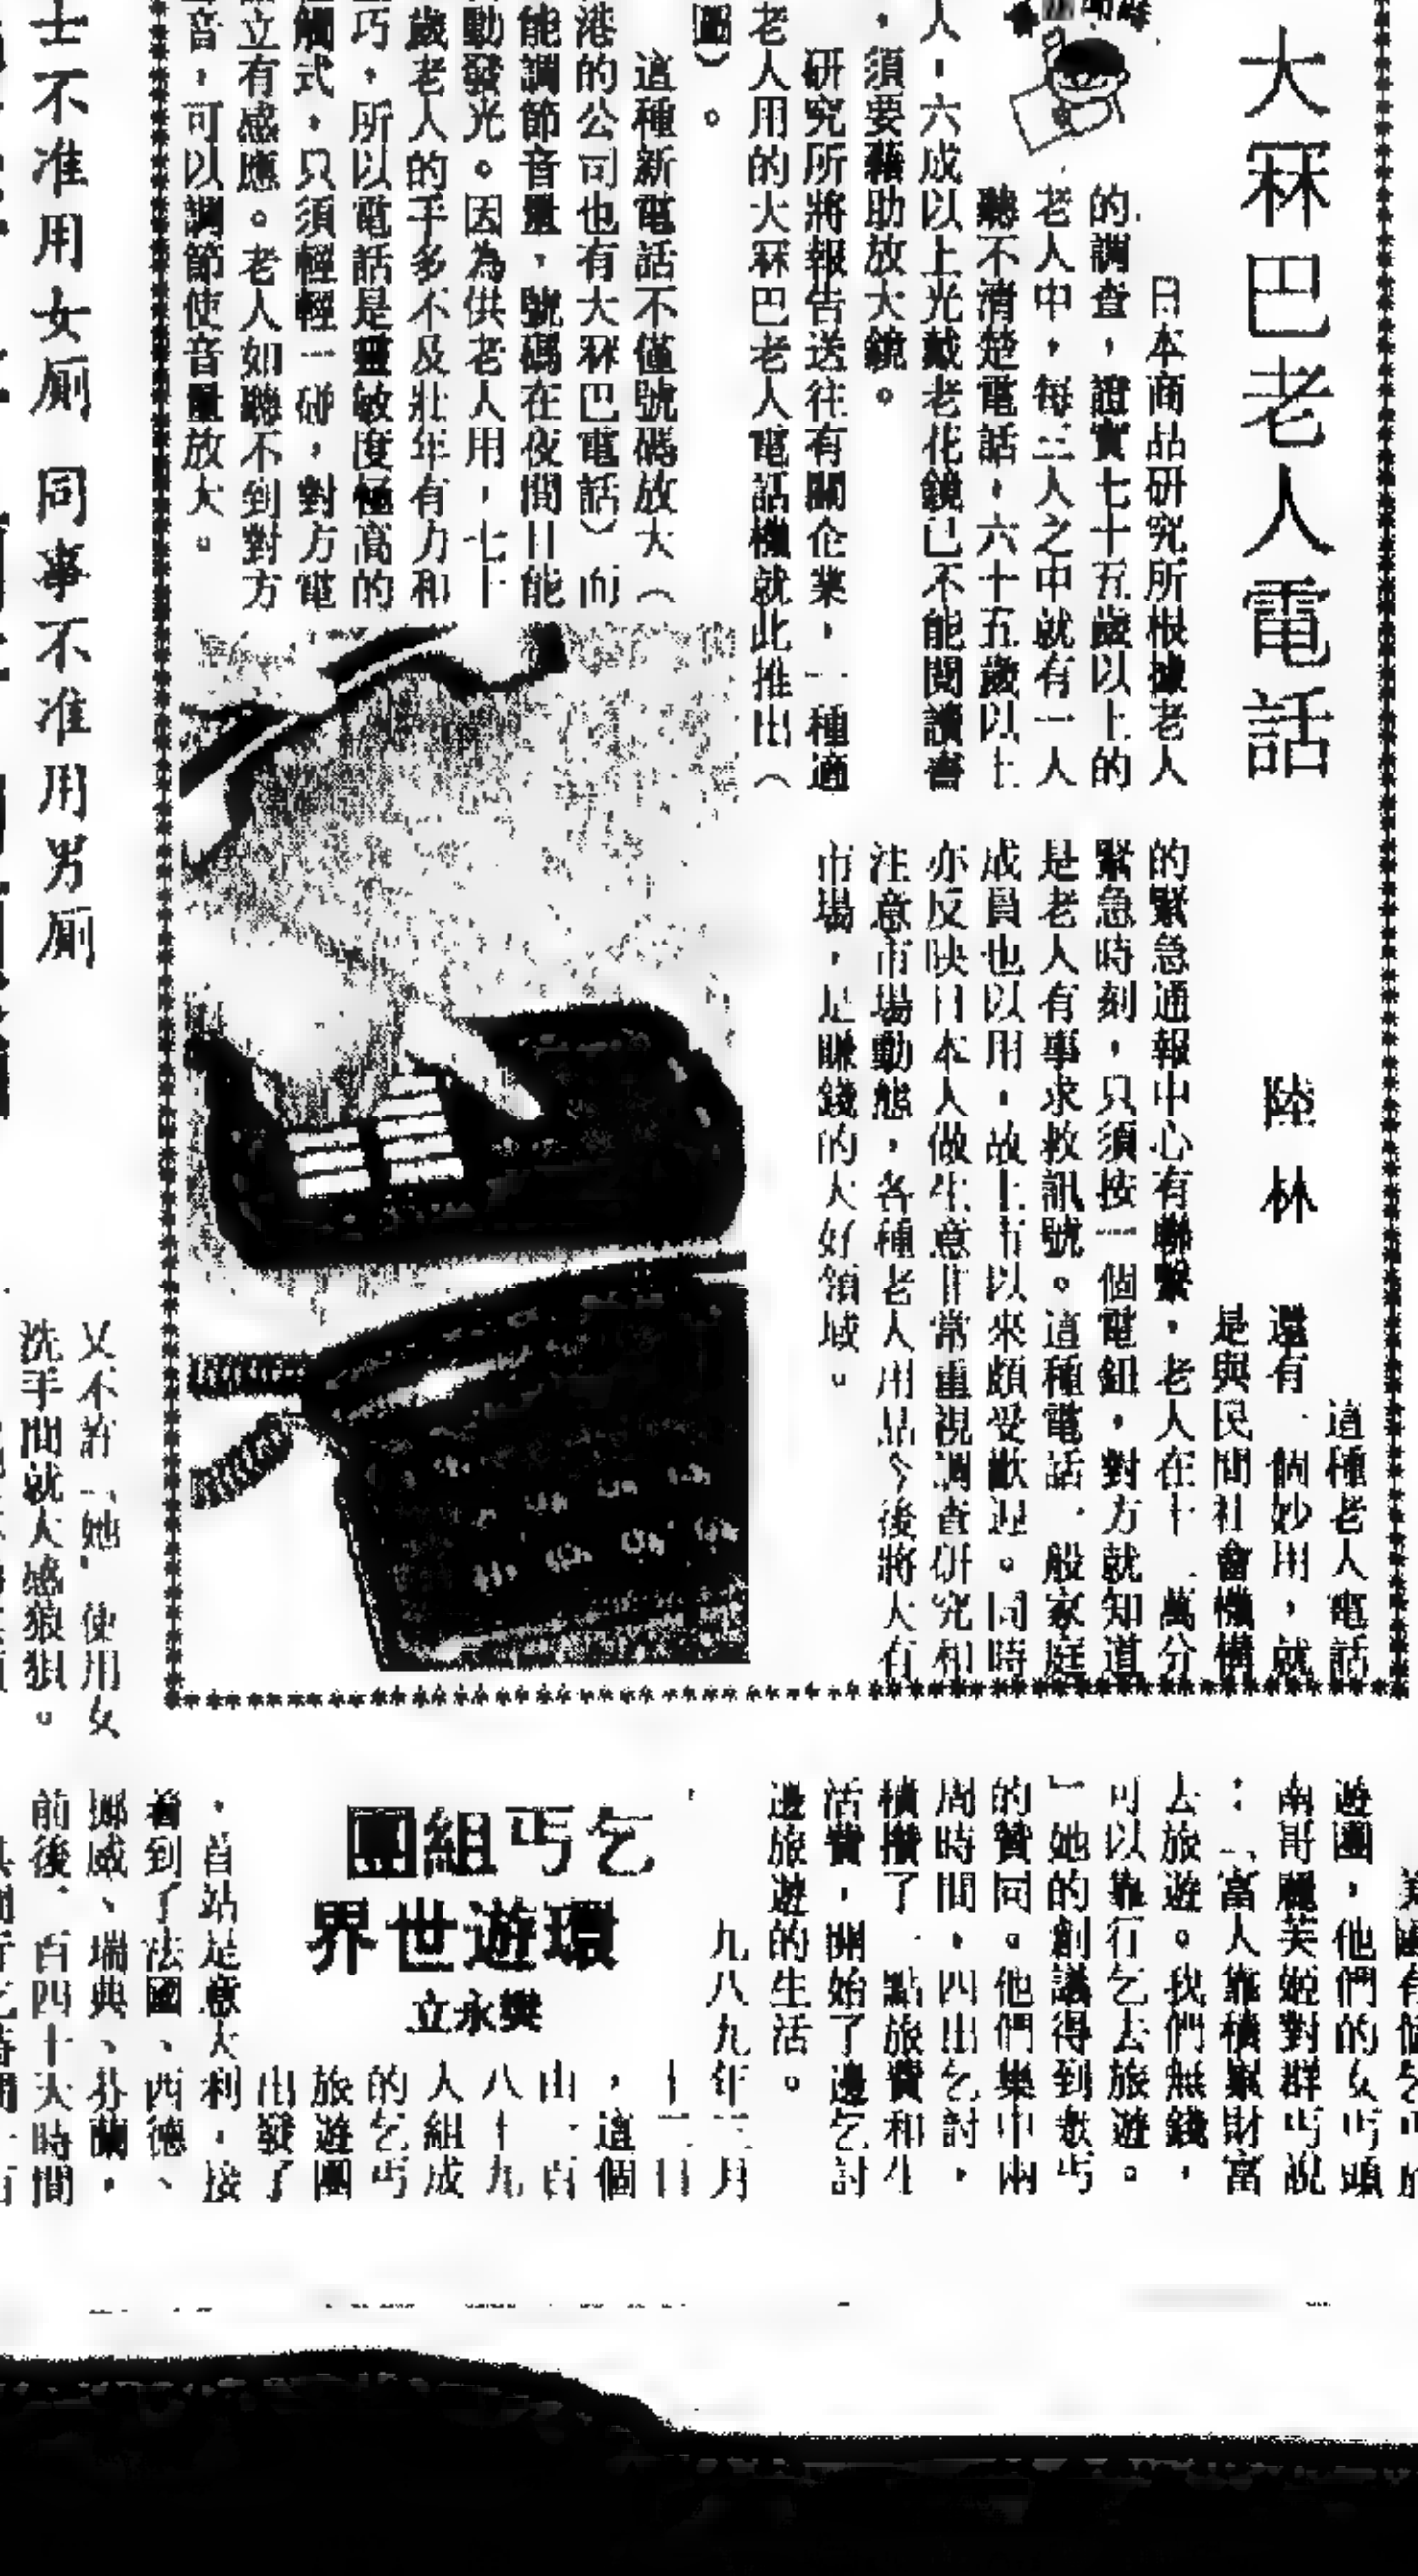 大冧巴老人電話
陸林
日本商品研究所根據老人
的調查，證實七十五歲以上的
老人中，每三人之中就有一人
聽不清楚電話，六十五歲以上
人，六成以上光戴老花鏡已不能閱讀書
，須要藉助放大鏡。
研究所將報告送往有關企業，一種適
老人用的大冧巴老人電話機就此推出（
圖）。
這種新電話不僅號碼放大（
港的公司也有大冧巴電話）而
能調節音量，號碼在夜間且能
動發光。因為供老人用，七十
歲老人的手多不及壯年有力和
巧，所以電話是靈敏度極高的
觸式，只須輕輕一碰，對方電
立有感應。老人如聽不到對方
音，可以調節使音量放大。
這種老人電話
還有一個妙用，就
是與民間社會機構
的緊急通報中心有聯繫，老人在十萬分
緊急時刻，只須按一個電鈕，對方就知道
是老人有事求救訊號。這種電話一般家庭
成員也以用，故上市以來頗受歡迎。同時
亦反映日本人做生意非常重視調查研究和
注意市場動態，各種老人用品今後將大有
市場，是賺錢的大好領域。
士不准用女廁 同事不准用男廁
又不許「她」使用女
洗手間就大感狼狽。
乞丐組團
環遊世界
樊永立
遊團，他們的女丐頭
南哥麗芙姬對群丐說
：「富人靠積累財富
去旅遊。我們無錢，
可以靠行乞去旅遊。
」她的創議得到眾丐
的贊同。他們集中兩
周時間，四出乞討，
積攢了一點旅費和生
活費，開始了邊乞討
邊旅遊的生活。
九八九年三月
十二日
，這個
由一百
八十九
人組成
的乞丐
旅遊團
出發了
，首站是意大利，接
着到了法國、西德、
挪威、瑞典、芬蘭，
前後一百四十天時間